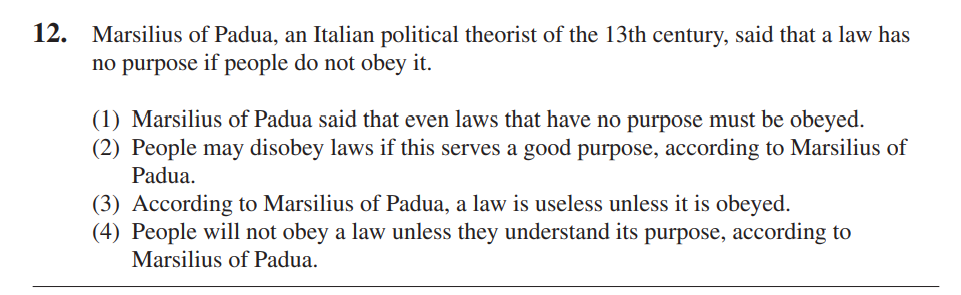 12. Marsilius of Padua, an Italian political theorist of the 13th century, said that a law has
no purpose if people do not obey it.
(1) Marsilius of Padua said that even laws that have no purpose must be obeyed.
(2) People may disobey laws if this serves a good purpose, according to Marsilius of
Padua.
(3) According to Marsilius of Padua, a law is useless unless it is obeyed.
(4) People will not obey a law unless they understand its purpose, according to
Marsilius of Padua.